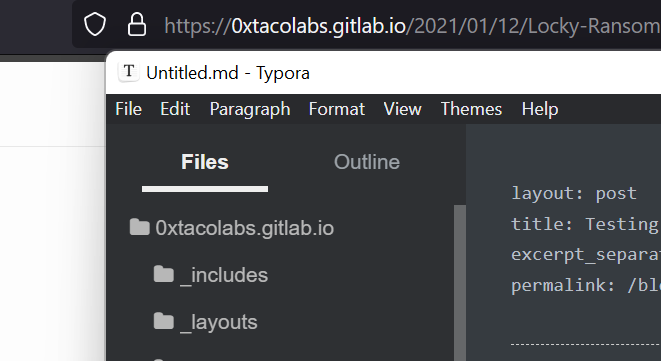 https://0xtacolabs.gitlab.io/2021/01/12/Locky-Ransom
T Untitled.md - Typora
File Edit Paragraph Format View Themes Help
Files Outline
0xtacolabs.gitlab.io
_includes
_layouts
layout: post
title: Testing
excerpt_separat
permalink: /blo